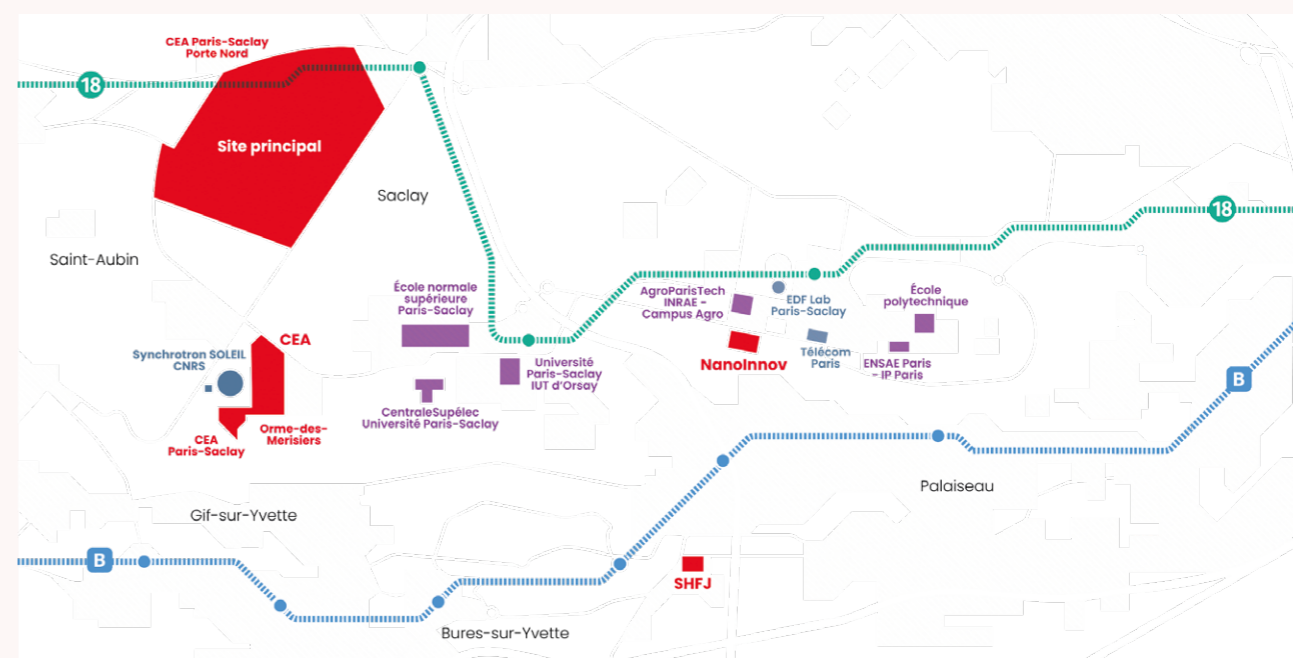 CEA Paris-Saclay
Porte Nord
18
Site principal
Saclay
18
Saint-Aubin
École normale
supérieure
Paris-Saclay
AgroParisTech
INRAE -
Campus Agro
EDF Lab
Paris-Saclay
École
polytechnique
CEA
Synchrotron SOLEIL
CNRS
NanoInnov
Télécom
Paris
ENSAE Paris
- IP Paris
Université
Paris-Saclay
IUT d'Orsay
B
CentraleSupélec
Université Paris-Saclay
Orme-des-
Merisiers
CEA
Paris-Saclay
Palaiseau
Gif-sur-Yvette
B
SHFJ
Bures-sur-Yvette